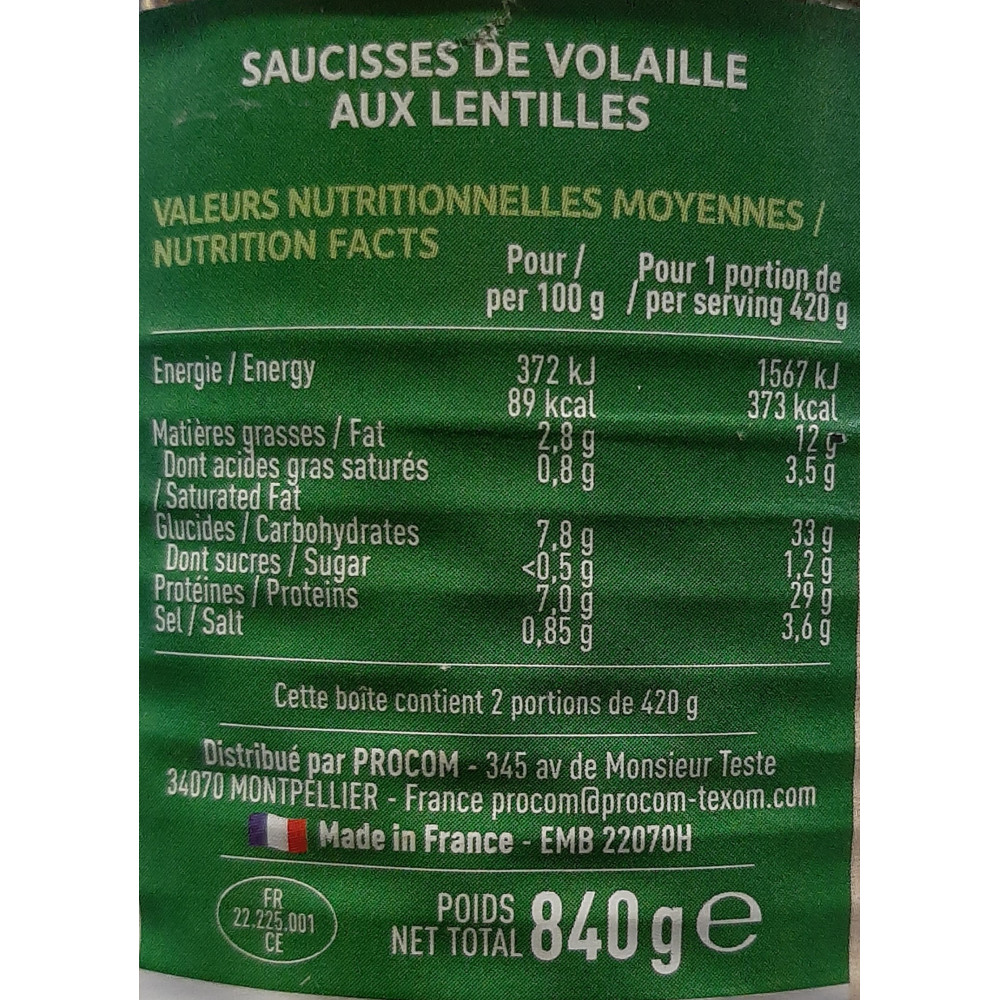 SAUCISSES DE VOLAILLE
AUX LENTILLES
VALEURS NUTRITIONNELLES MOYENNES /
NUTRITION FACTS
Pour / Pour 1 portion de
per 100 g / per serving 420 g
Energie / Energy 372 kJ 1567 kJ
89 kcal 373 kcal
Matières grasses / Fat 2,8 g 12 g
Dont acides gras saturés 0,8 g 3,5 g
/ Saturated Fat
Glucides / Carbohydrates 7,8 g 33 g
Dont sucres / Sugar <0,5 g 1,2 g
Protéines / Proteins 7,0 g 29 g
Sel / Salt 0,85 g 3,6 g
Cette boîte contient 2 portions de 420 g
Distribué par PROCOM - 345 av de Monsieur Teste
34070 MONTPELLIER - France procom@procom-texom.com
Made in France - EMB 22070H
FR
22.225.001
CE
POIDS
NET TOTAL 840 g e